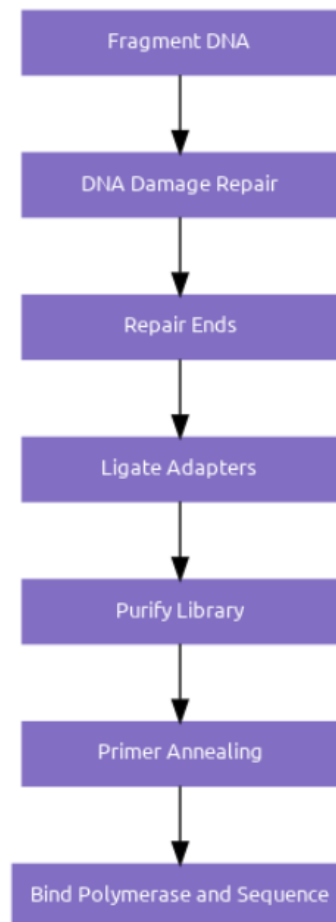 Fragment DNA
DNA Damage Repair
Repair Ends
Ligate Adapters
Purify Library
Primer Annealing
Bind Polymerase and Sequence